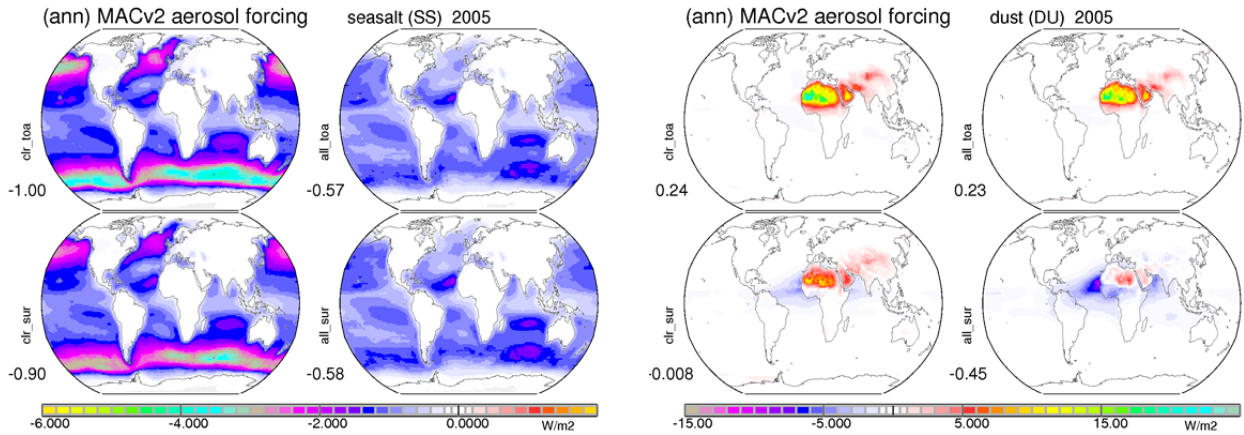 (ann) MACv2 aerosol forcing seasalt (SS) 2005
clr_toa
-1.00
all_toa
-0.57
clr_sur
-0.90
all_sur
-0.58
-6.000 -4.000 -2.000 0.0000 W/m2
(ann) MACv2 aerosol forcing dust (DU) 2005
clr_toa
0.24
all_toa
0.23
clr_sur
-0.008
all_sur
-0.45
-15.00 -5.000 5.000 15.00 W/m2